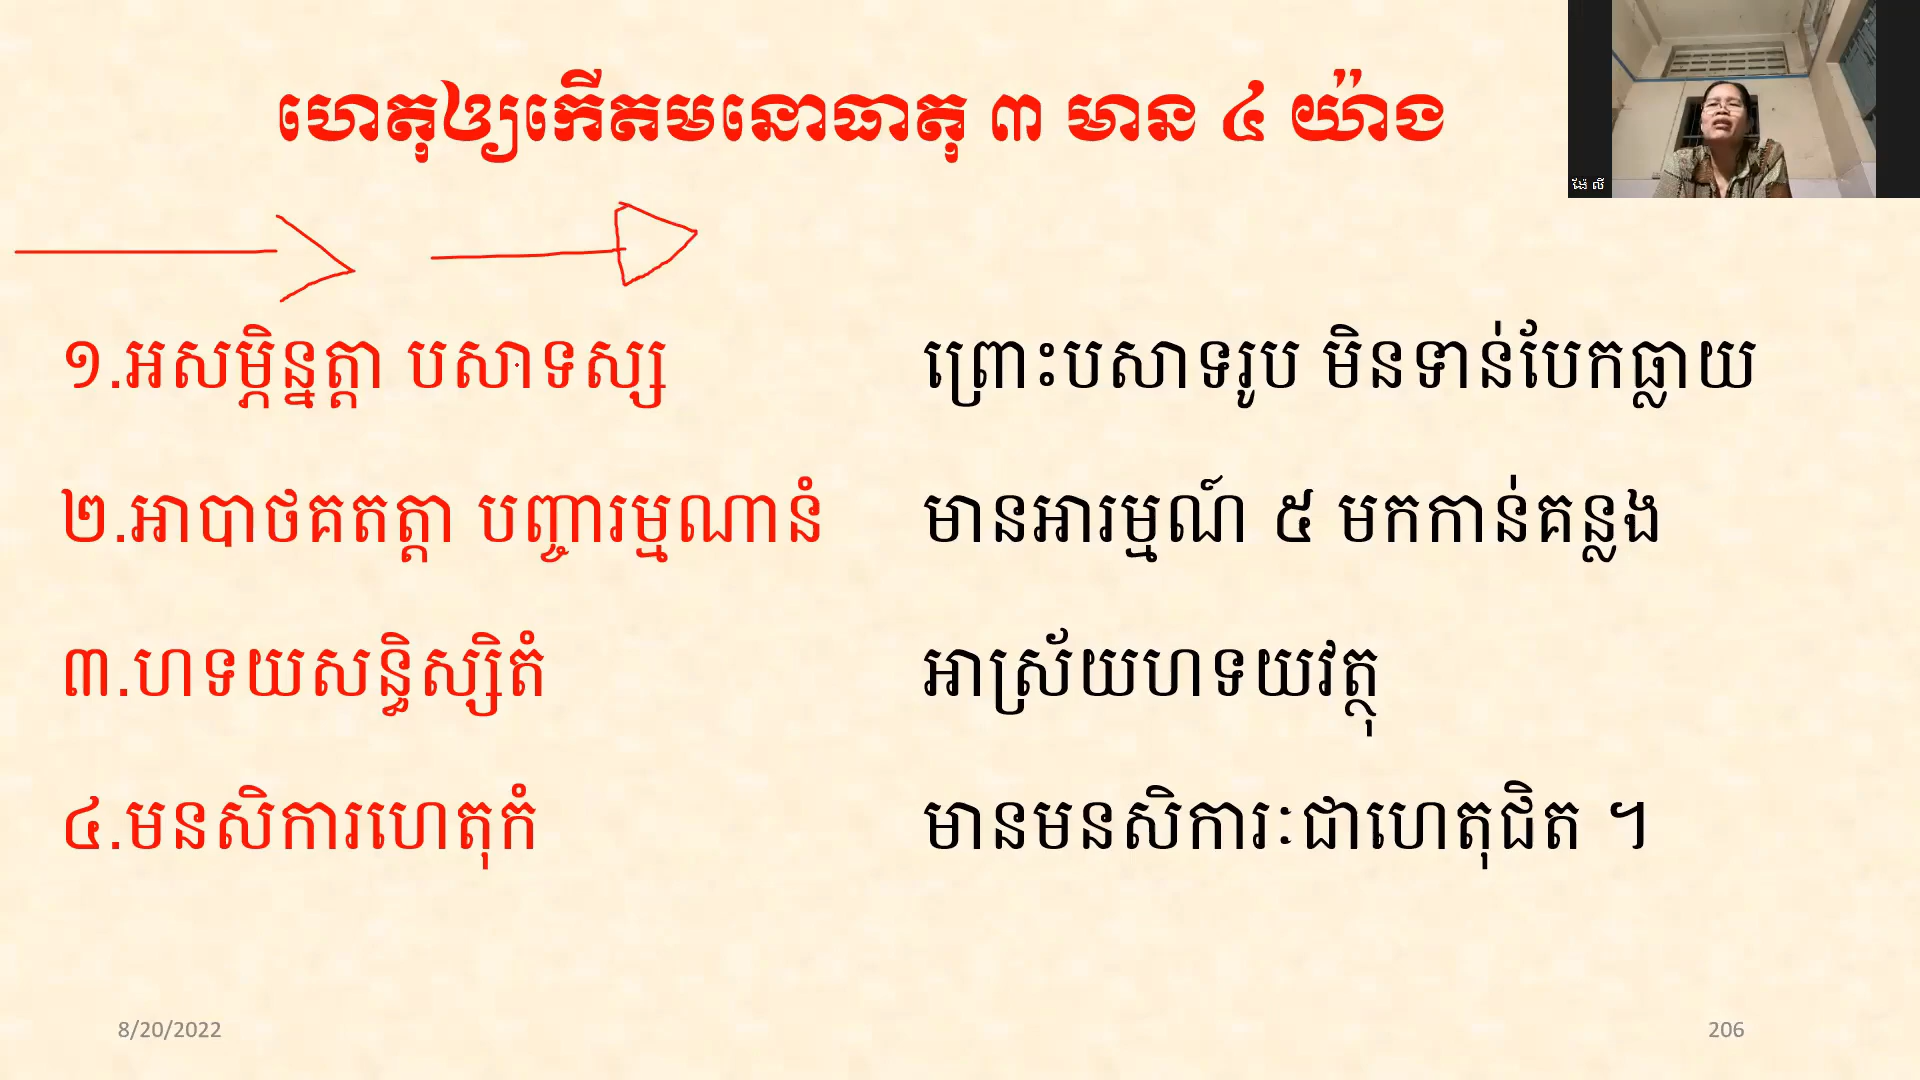 ហេតុឲ្យកើតមនោធាតុ ៣ មាន ៤ យ៉ាង
ង៉ែ លី
១.អសម្ភិន្នត្តា បសាទស្ស ព្រោះបសាទរូប មិនទាន់បែកធ្លាយ
២.អាបាថគតត្តា បញ្ចារម្មណានំ មានអារម្មណ៍ ៥ មកកាន់គន្លង
៣.ហទយសន្និស្សិតំ អាស្រ័យហទយវត្ថុ
៤.មនសិការហេតុកំ មានមនសិការៈជាហេតុជិត ។
8/20/2022 206